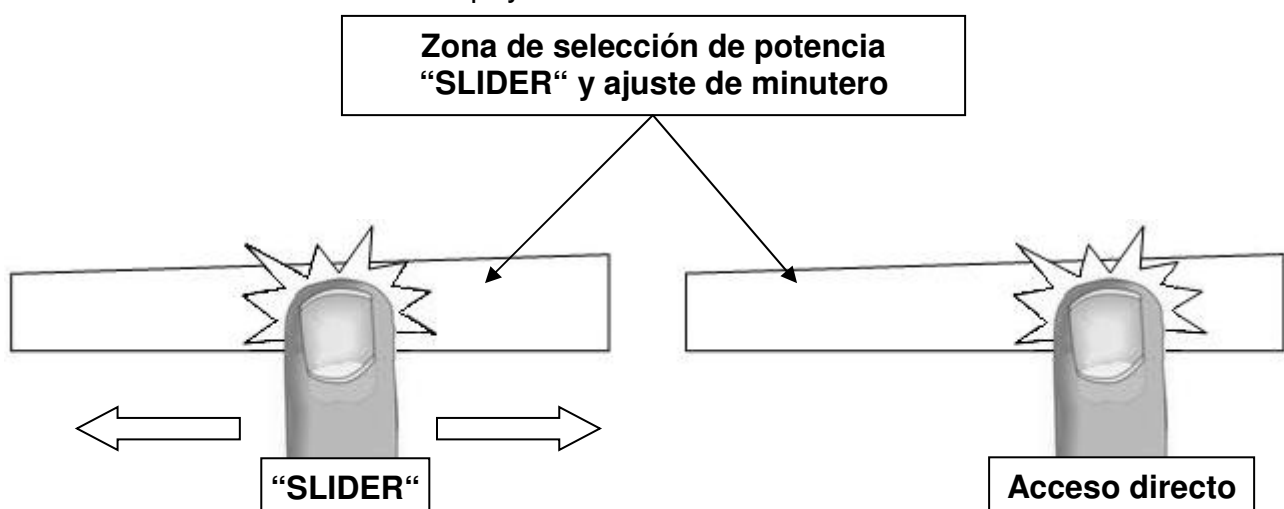 Zona de selección de potencia
“SLIDER“ y ajuste de minutero
“SLIDER“
Acceso directo